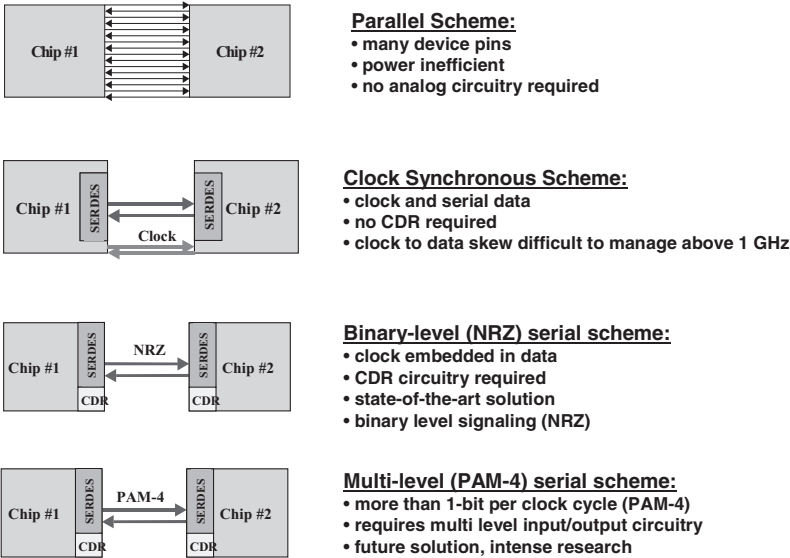 Chip #1
Chip #2
Parallel Scheme:
• many device pins
• power inefficient
• no analog circuitry required
Chip #1
SERDES
Clock
SERDES
Chip #2
Clock Synchronous Scheme:
• clock and serial data
• no CDR required
• clock to data skew difficult to manage above 1 GHz
Chip #1
SERDES
CDR
NRZ
SERDES
CDR
Chip #2
Binary-level (NRZ) serial scheme:
• clock embedded in data
• CDR circuitry required
• state-of-the-art solution
• binary level signaling (NRZ)
Chip #1
SERDES
CDR
PAM-4
SERDES
CDR
Chip #2
Multi-level (PAM-4) serial scheme:
• more than 1-bit per clock cycle (PAM-4)
• requires multi level input/output circuitry
• future solution, intense research